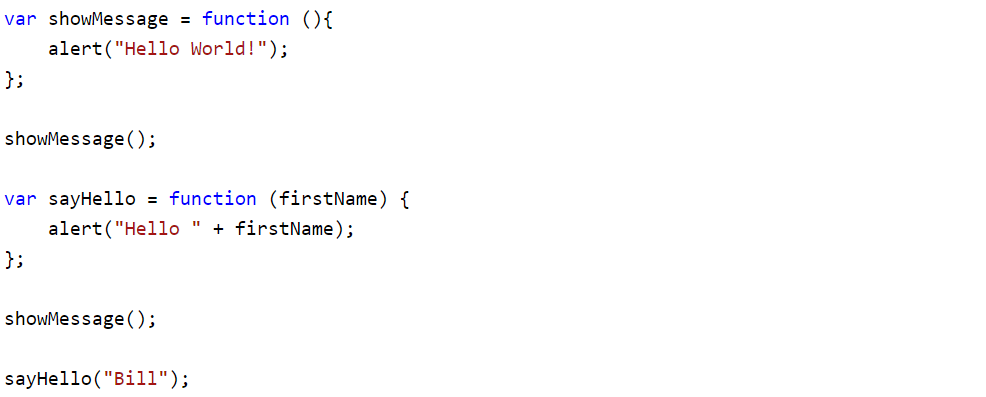 var showMessage = function (){
    alert("Hello World!");
};

showMessage();

var sayHello = function (firstName) {
    alert("Hello " + firstName);
};

showMessage();

sayHello("Bill");